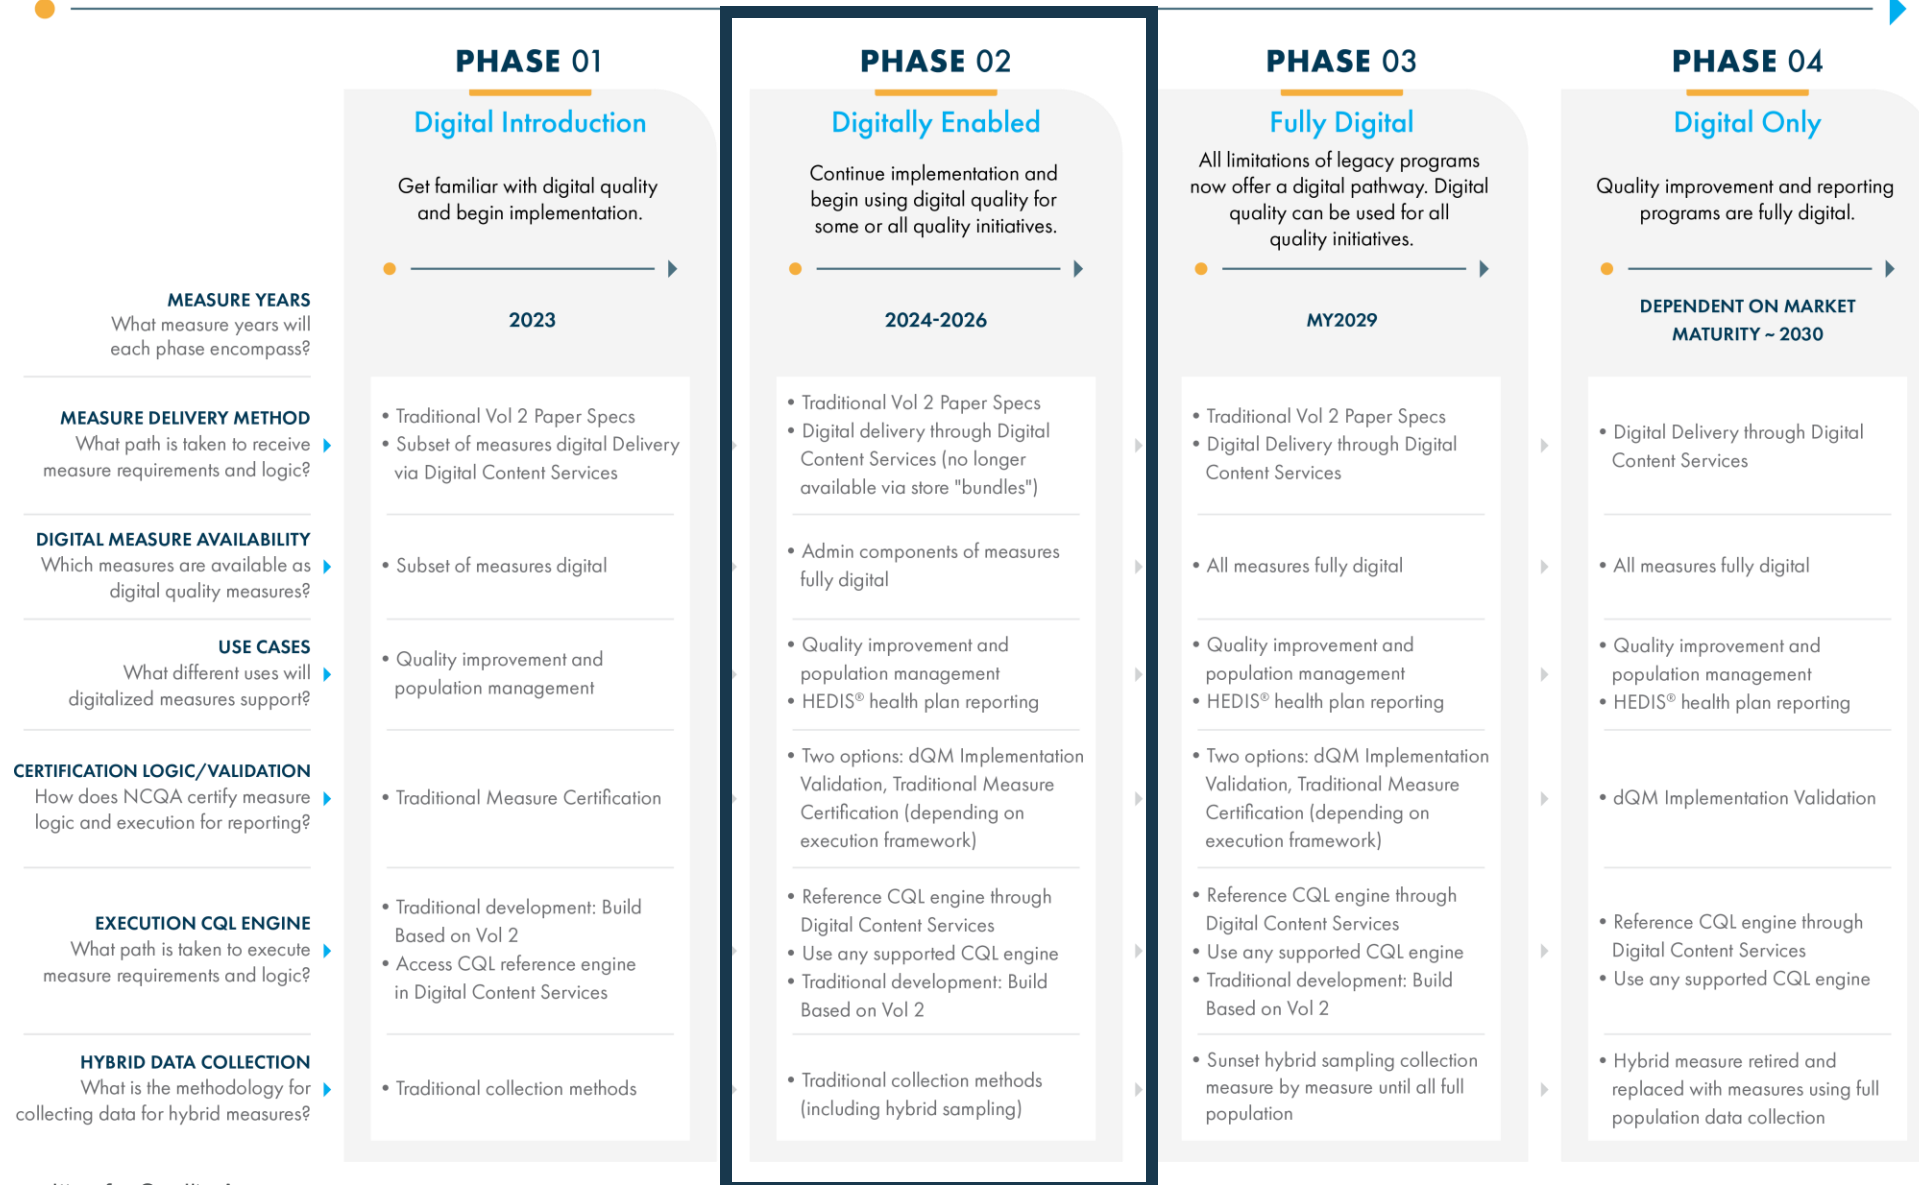 PHASE 01
Digital Introduction
Get familiar with digital quality
and begin implementation.
PHASE 02
Digitally Enabled
Continue implementation and
begin using digital quality for
some or all quality initiatives.
PHASE 03
Fully Digital
All limitations of legacy programs
now offer a digital pathway. Digital
quality can be used for all
quality initiatives.
PHASE 04
Digital Only
Quality improvement and reporting
programs are fully digital.
MEASURE YEARS
What measure years will
each phase encompass?
2023
2024-2026
MY2029
DEPENDENT ON MARKET
MATURITY ~ 2030
MEASURE DELIVERY METHOD
What path is taken to receive
measure requirements and logic?
• Traditional Vol 2 Paper Specs
• Subset of measures digital Delivery
via Digital Content Services
• Traditional Vol 2 Paper Specs
• Digital delivery through Digital
Content Services (no longer
available via store "bundles")
• Traditional Vol 2 Paper Specs
• Digital Delivery through Digital
Content Services
• Digital Delivery through Digital
Content Services
DIGITAL MEASURE AVAILABILITY
Which measures are available as
digital quality measures?
• Subset of measures digital
• Admin components of measures
fully digital
• All measures fully digital
• All measures fully digital
USE CASES
What different uses will
digitalized measures support?
• Quality improvement and
population management
• Quality improvement and
population management
• HEDIS® health plan reporting
• Quality improvement and
population management
• HEDIS® health plan reporting
• Quality improvement and
population management
• HEDIS® health plan reporting
CERTIFICATION LOGIC/VALIDATION
How does NCQA certify measure
logic and execution for reporting?
• Traditional Measure Certification
• Two options: dQM Implementation
Validation, Traditional Measure
Certification (depending on
execution framework)
• Two options: dQM Implementation
Validation, Traditional Measure
Certification (depending on
execution framework)
• dQM Implementation Validation
EXECUTION CQL ENGINE
What path is taken to execute
measure requirements and logic?
• Traditional development: Build
Based on Vol 2
• Access CQL reference engine
in Digital Content Services
• Reference CQL engine through
Digital Content Services
• Use any supported CQL engine
• Traditional development: Build
Based on Vol 2
• Reference CQL engine through
Digital Content Services
• Use any supported CQL engine
• Traditional development: Build
Based on Vol 2
• Reference CQL engine through
Digital Content Services
• Use any supported CQL engine
HYBRID DATA COLLECTION
What is the methodology for
collecting data for hybrid measures?
• Traditional collection methods
• Traditional collection methods
(including hybrid sampling)
• Sunset hybrid sampling collection
measure by measure until all full
population
• Hybrid measure retired and
replaced with measures using full
population data collection